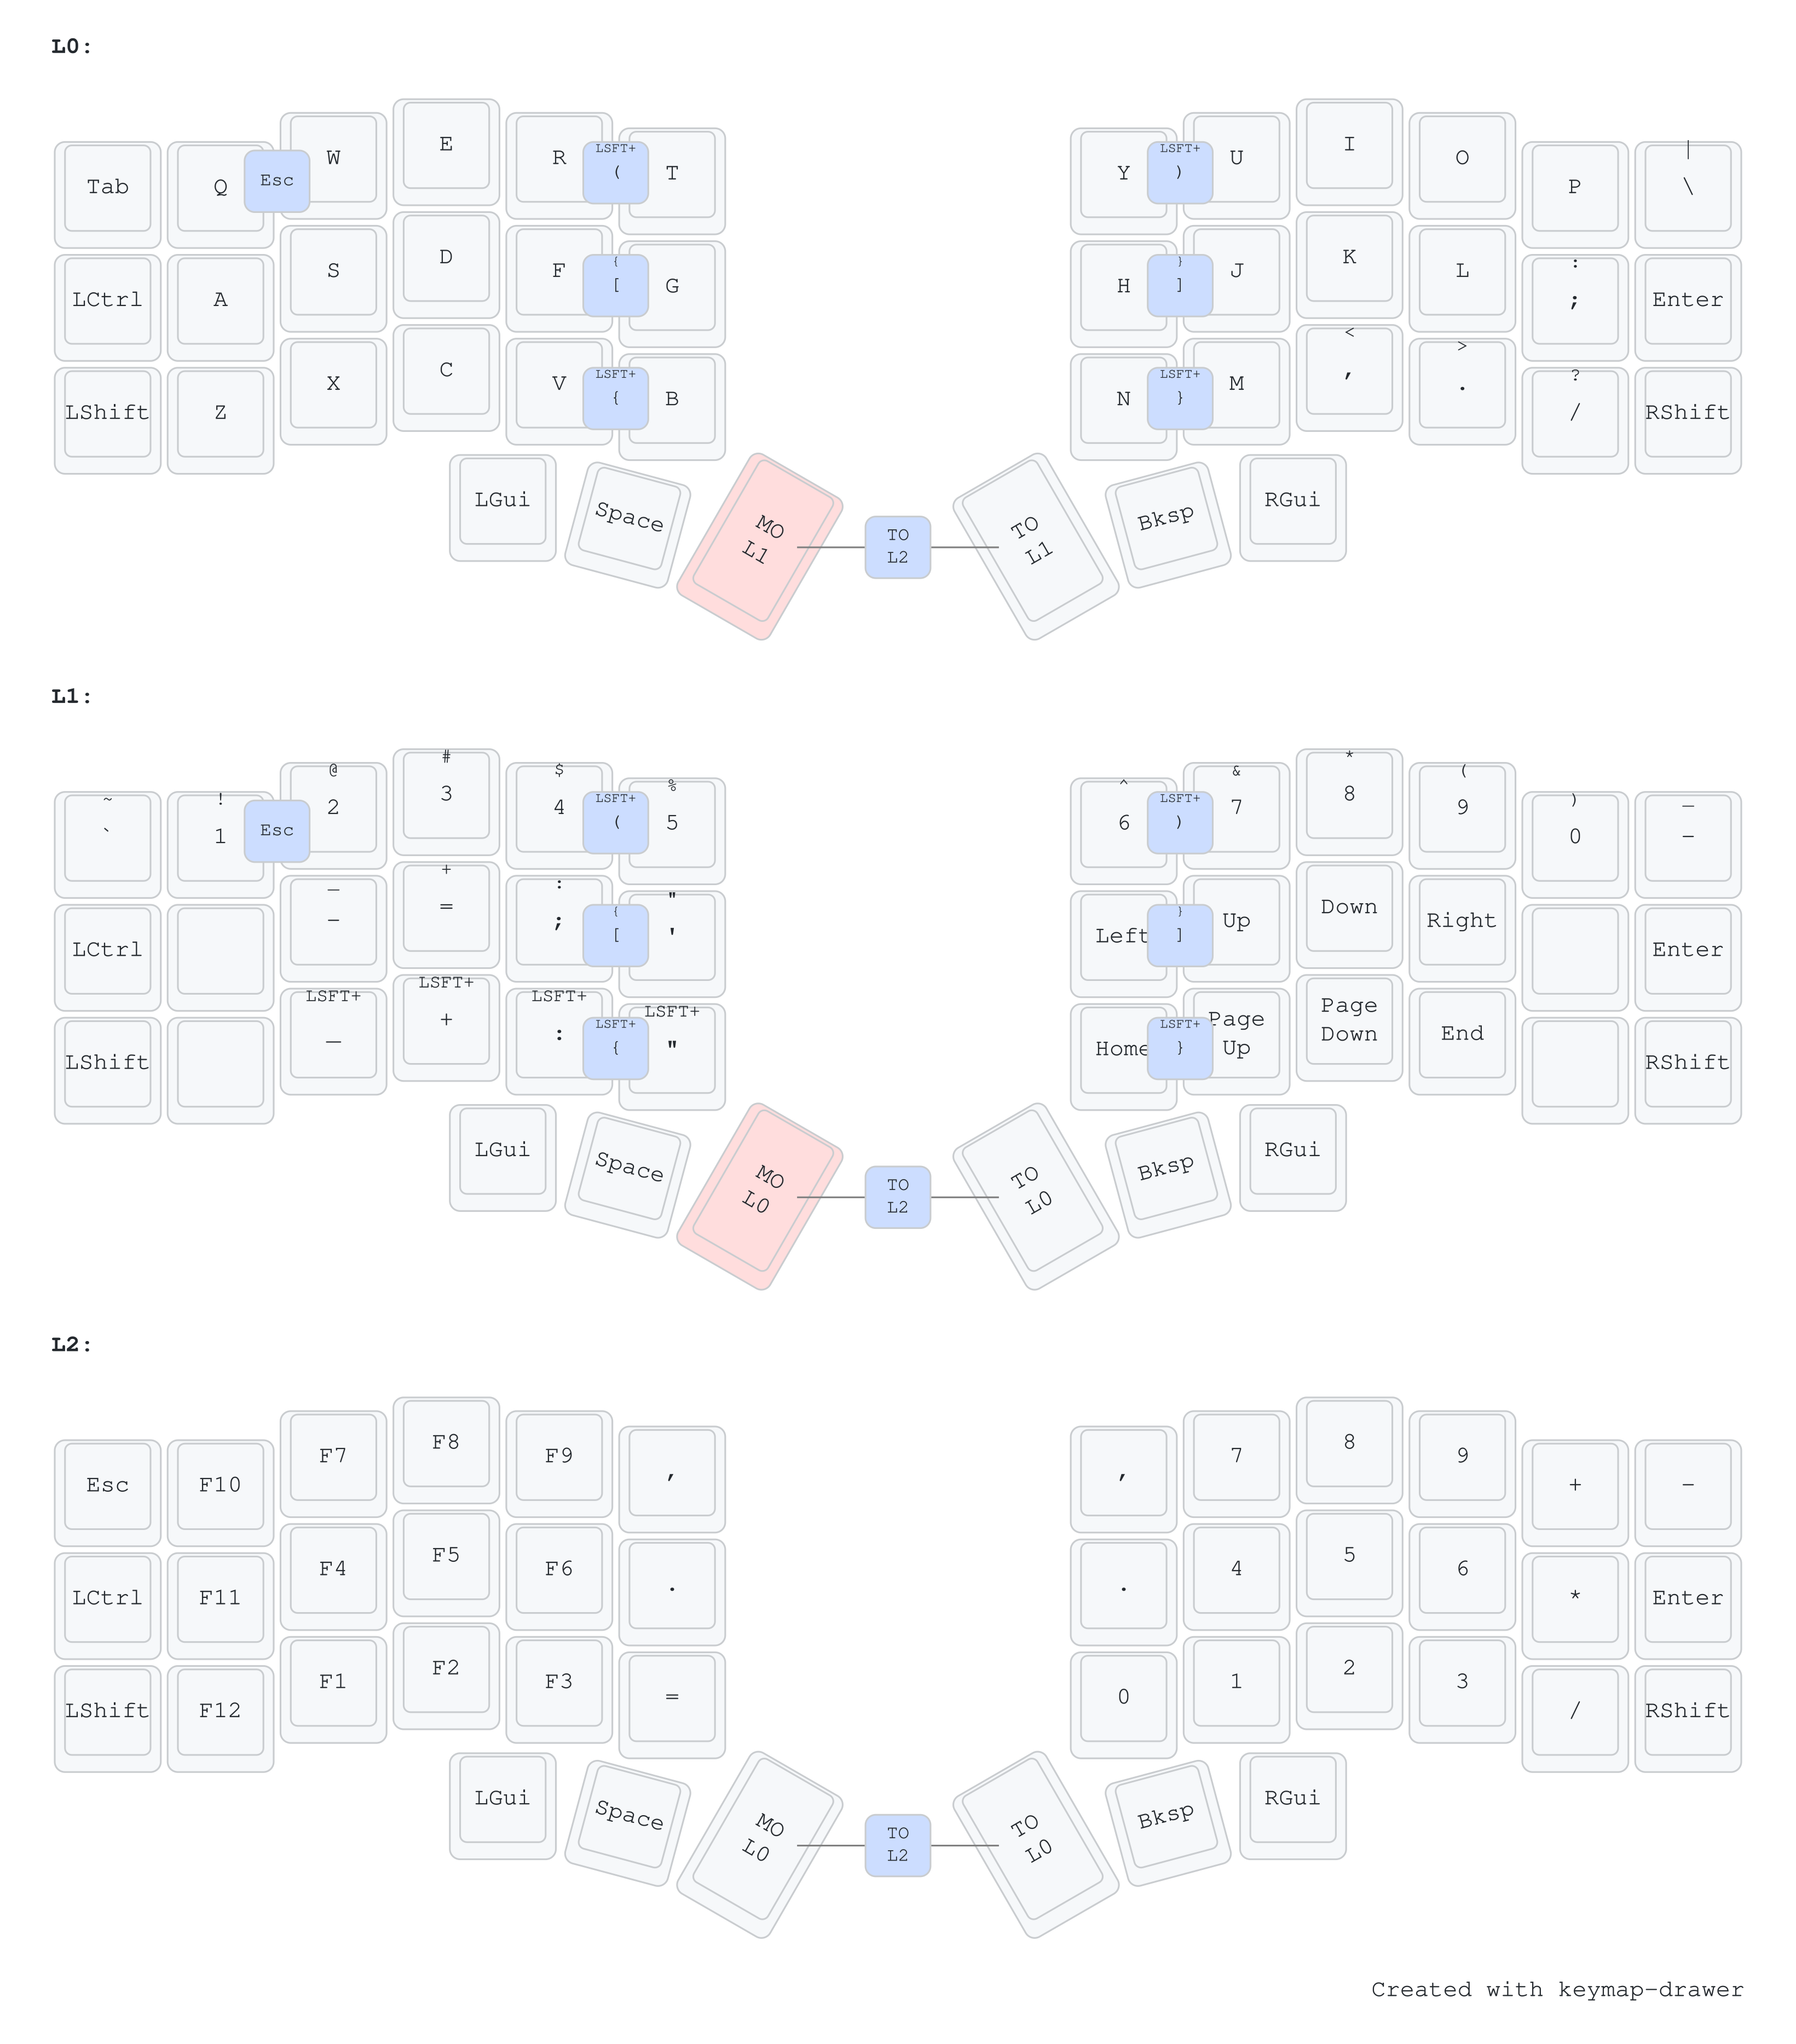 L0:
Tab Q Esc W E R LSFT+ ( T Y LSFT+ ) U I O P | \
LCtrl A S D F { [ G H } ] J K L : ; Enter
LShift Z X C V LSFT+ { B N LSFT+ } M < , > . ? / RShift
LGui Space MO L1 TO L2 TO L1 Bksp RGui
L1:
~ ` ! 1 Esc @ 2 # 3 $ 4 LSFT+ ( % 5 ^ 6 LSFT+ ) & 7 * 8 ( 9 ) 0 _ -
LCtrl _ - + = : ; { [ " ' Left } ] Up Down Right Enter
LShift LSFT+ _ LSFT+ + LSFT+ : LSFT+ { LSFT+ " Home LSFT+ } Page Up Page Down End RShift
LGui Space MO L0 TO L2 TO L0 Bksp RGui
L2:
Esc F10 F7 F8 F9 , , 7 8 9 + -
LCtrl F11 F4 F5 F6 . . 4 5 6 * Enter
LShift F12 F1 F2 F3 = 0 1 2 3 / RShift
LGui Space MO L0 TO L2 TO L0 Bksp RGui
Created with keymap-drawer